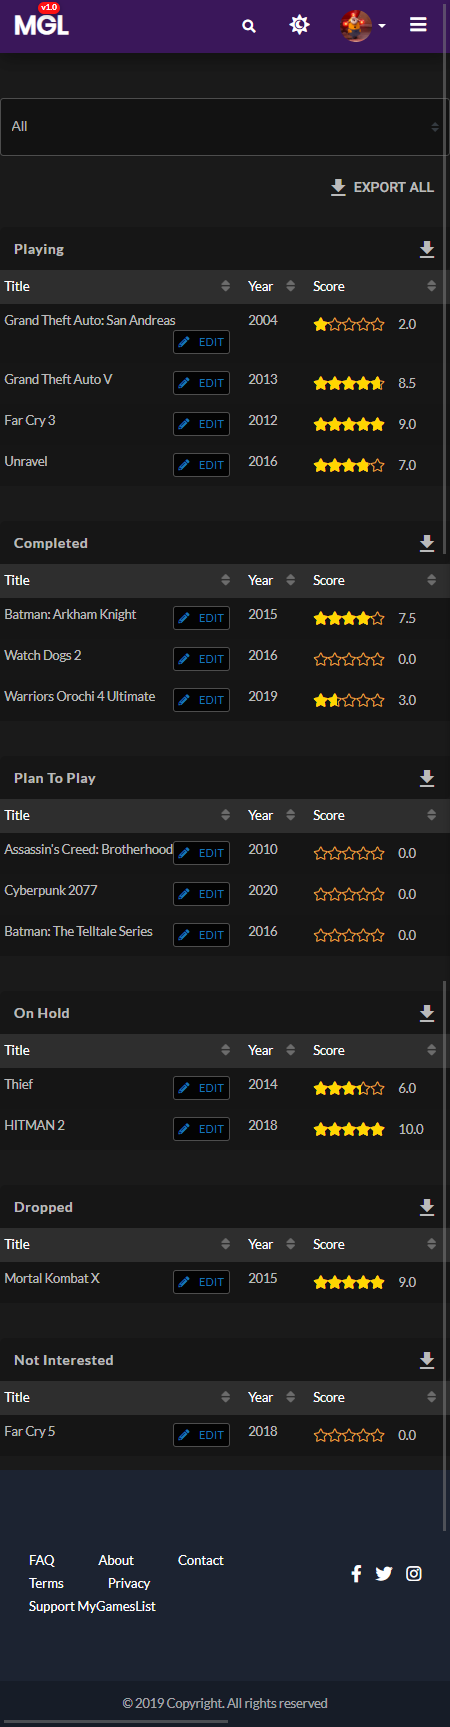 v1.0
MGL
All
EXPORT ALL
Playing
Title Year Score
Grand Theft Auto: San Andreas 2004 2.0
EDIT
Grand Theft Auto V EDIT 2013 8.5
Far Cry 3 EDIT 2012 9.0
Unravel EDIT 2016 7.0
Completed
Title Year Score
Batman: Arkham Knight EDIT 2015 7.5
Watch Dogs 2 EDIT 2016 0.0
Warriors Orochi 4 Ultimate EDIT 2019 3.0
Plan To Play
Title Year Score
Assassin's Creed: Brotherhood EDIT 2010 0.0
Cyberpunk 2077 EDIT 2020 0.0
Batman: The Telltale Series EDIT 2016 0.0
On Hold
Title Year Score
Thief EDIT 2014 6.0
HITMAN 2 EDIT 2018 10.0
Dropped
Title Year Score
Mortal Kombat X EDIT 2015 9.0
Not Interested
Title Year Score
Far Cry 5 EDIT 2018 0.0
FAQ About Contact
Terms Privacy
Support MyGamesList
© 2019 Copyright. All rights reserved